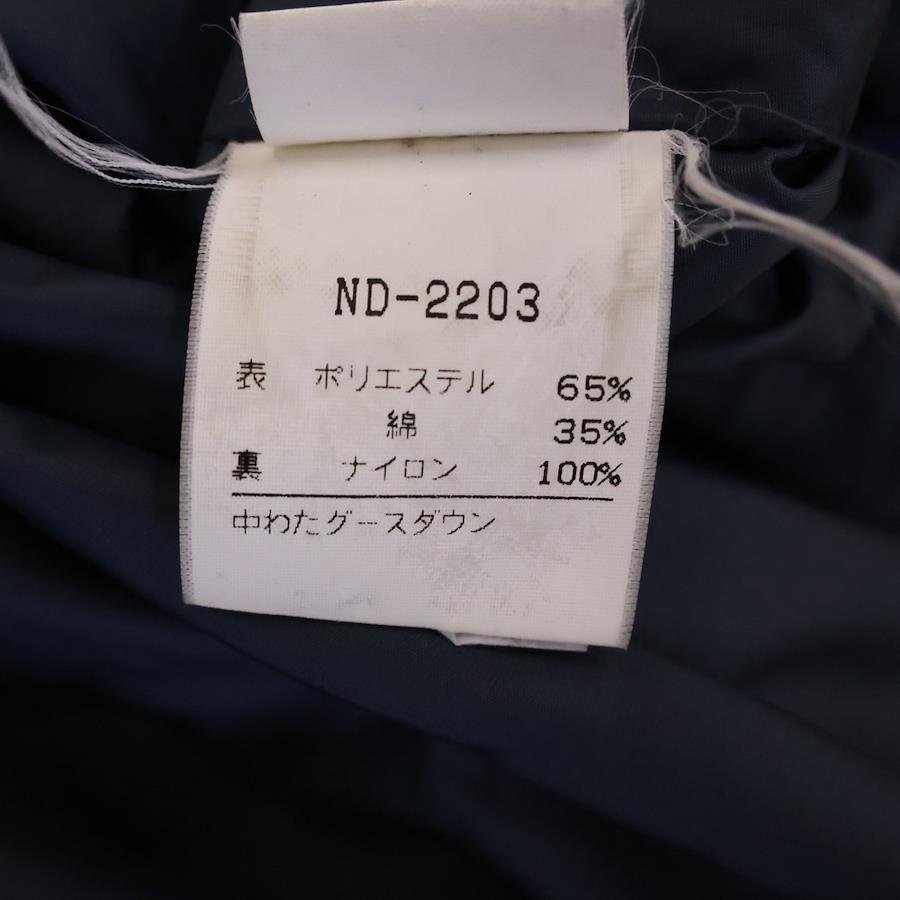 ND-2203
表 ポリエステル 65%
綿 35%
裏 ナイロン 100%
中わたグースダウン